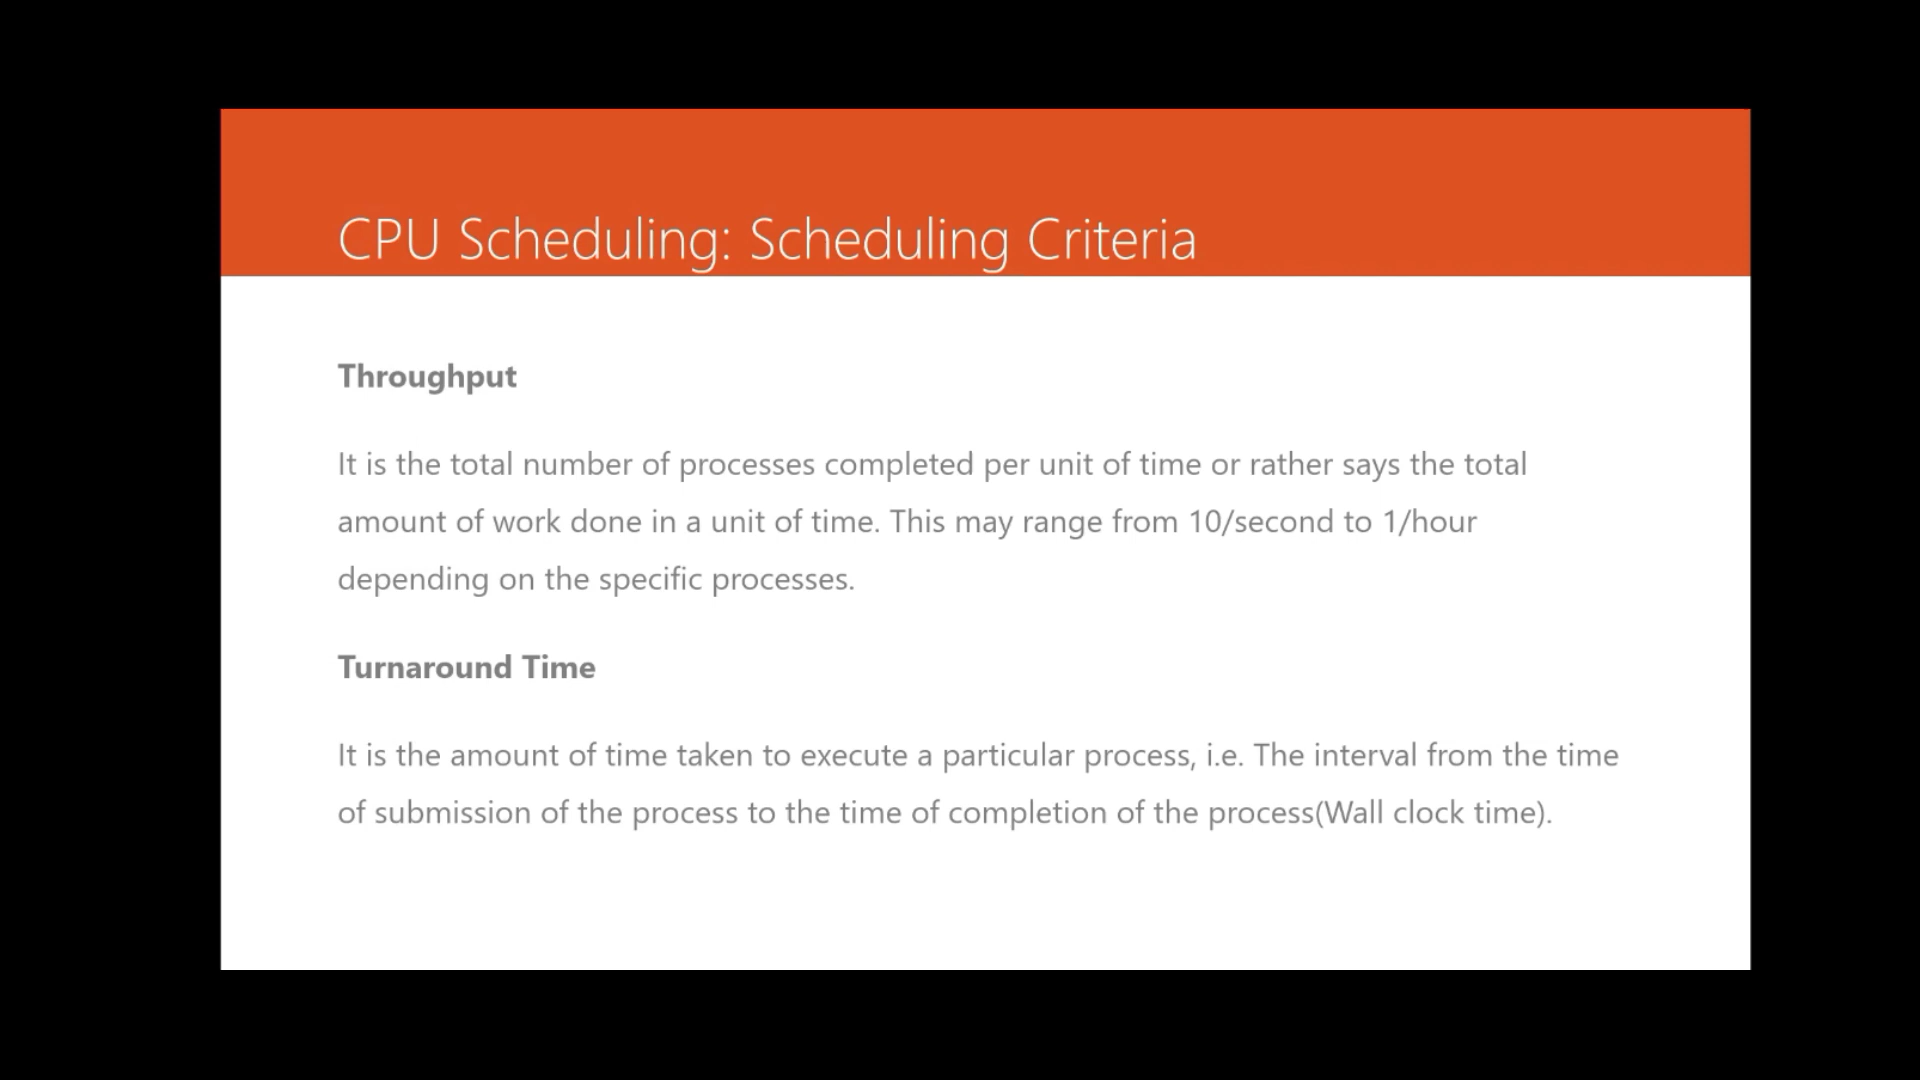 CPU Scheduling: Scheduling Criteria
Throughput
It is the total number of processes completed per unit of time or rather says the total
amount of work done in a unit of time. This may range from 10/second to 1/hour
depending on the specific processes.
Turnaround Time
It is the amount of time taken to execute a particular process, i.e. The interval from the time
of submission of the process to the time of completion of the process(Wall clock time).